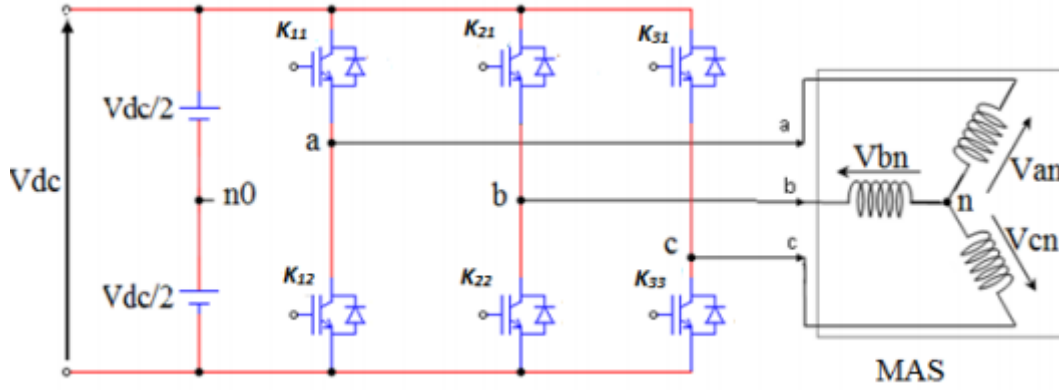 K11
K21
K31
Vdc/2
a
a
Vbn
Van
Vdc
n0
b
b
n
c
c
Vcn
K12
K22
K33
Vdc/2
MAS